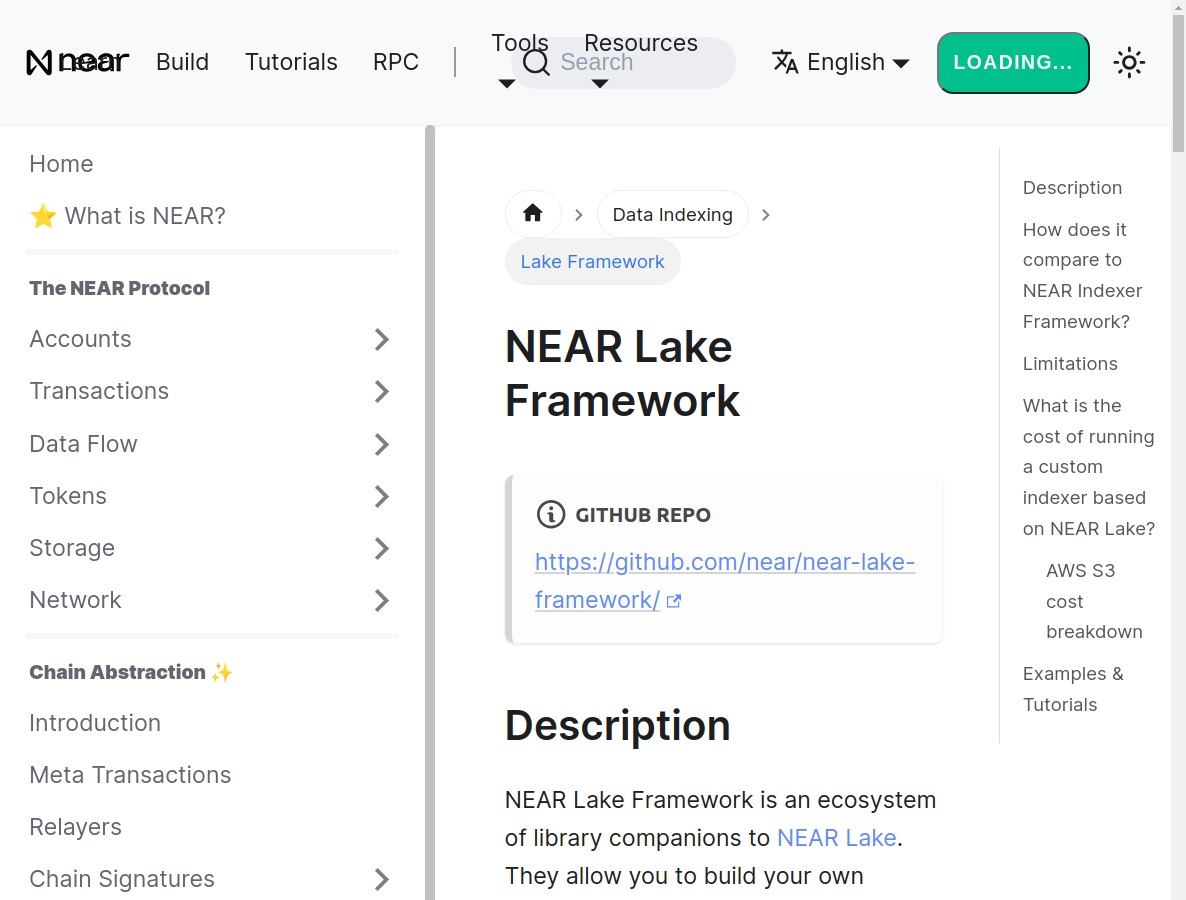 near
Learn
Build
Tutorials
RPC
Tools
Resources
Search
English
LOADING...
Home
⭐ What is NEAR?
The NEAR Protocol
Accounts
Transactions
Data Flow
Tokens
Storage
Network
Chain Abstraction ✨
Introduction
Meta Transactions
Relayers
Chain Signatures
Data Indexing
Lake Framework
NEAR Lake
Framework
GITHUB REPO
https://github.com/near/near-lake-
framework/
Description
NEAR Lake Framework is an ecosystem
of library companions to NEAR Lake.
They allow you to build your own
Description
How does it
compare to
NEAR Indexer
Framework?
Limitations
What is the
cost of running
a custom
indexer based
on NEAR Lake?
AWS S3
cost
breakdown
Examples &
Tutorials